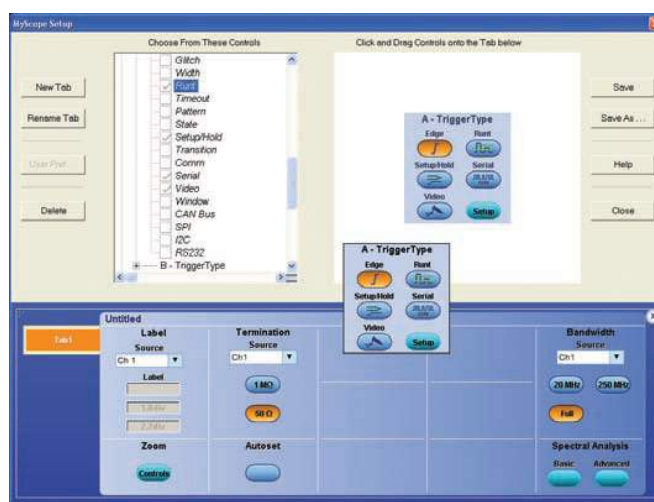 MyScope Setup
Choose From These Controls
Click and Drag Controls onto the Tab below
New Tab
Rename Tab
User Pref...
Delete
Glitch
Width
Runt
Timeout
Pattern
State
Setup/Hold
Transition
Comm
Serial
Video
Window
CAN Bus
SPI
I2C
RS232
B - TriggerType
A - TriggerType
Edge Runt
Setup/Hold Serial
Video
Setup
Save
Save As ...
Help
Close
A - TriggerType
Edge Runt
Setup/Hold Serial
Video
Setup
Tab1
Untitled
Label
Source
Ch 1
Label
Termination
Source
Ch1
1 MΩ
50 Ω
Bandwidth
Source
Ch1
20 MHz 250 MHz
Full
Zoom
Controls
Autoset
Spectral Analysis
Basic Advanced